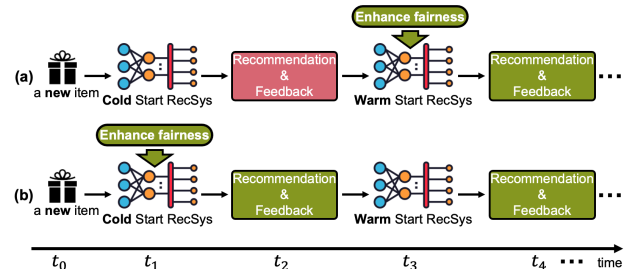 Enhance fairness
(a)
a new item
Cold Start RecSys
Recommendation
&
Feedback
Warm Start RecSys
Recommendation
&
Feedback
...
Enhance fairness
(b)
a new item
Cold Start RecSys
Recommendation
&
Feedback
Warm Start RecSys
Recommendation
&
Feedback
...
t0 t1 t2 t3 t4 ... time